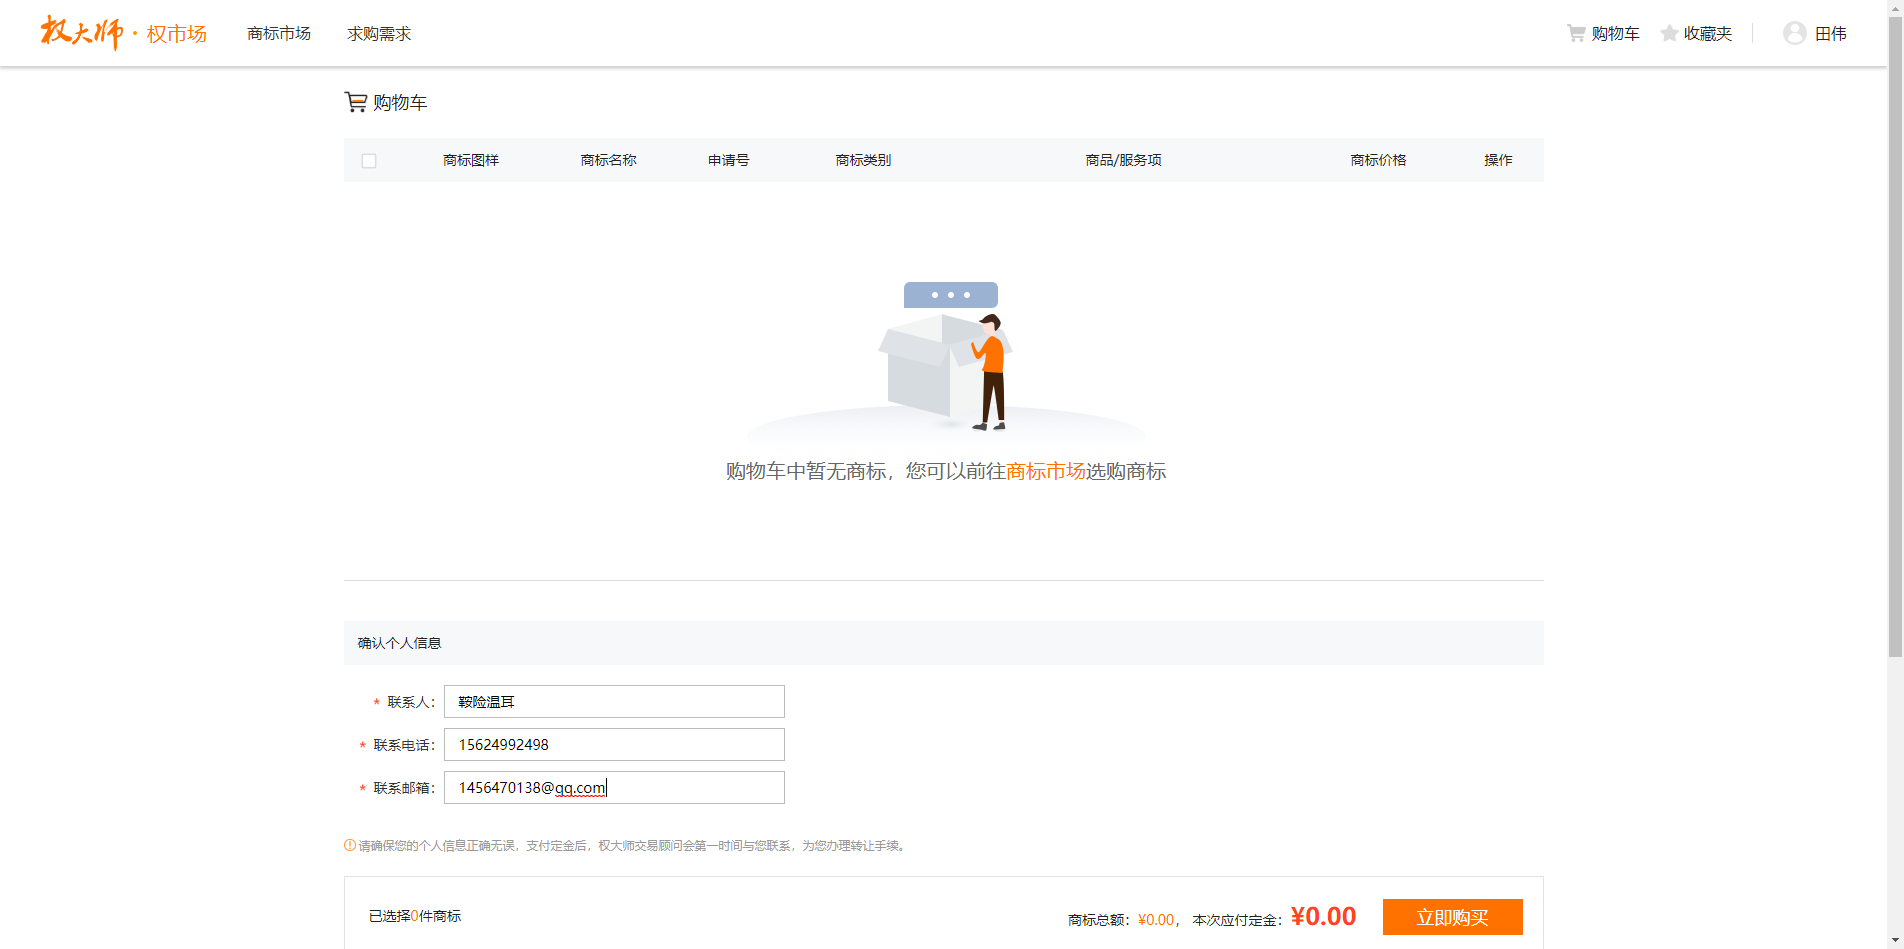 权大师·权市场 商标市场 求购需求 购物车 收藏夹 田伟
购物车
商标图样 商标名称 申请号 商标类别 商品/服务项 商标价格 操作
购物车中暂无商标，您可以前往商标市场选购商标
确认个人信息
* 联系人： 鞍险温耳
* 联系电话： 15624992498
* 联系邮箱： 1456470138@qq.com
请确保您的个人信息正确无误，支付定金后，权大师交易顾问会第一时间与您联系，为您办理转让手续。
已选择0件商标 商标总额：¥0.00， 本次应付定金：¥0.00 立即购买